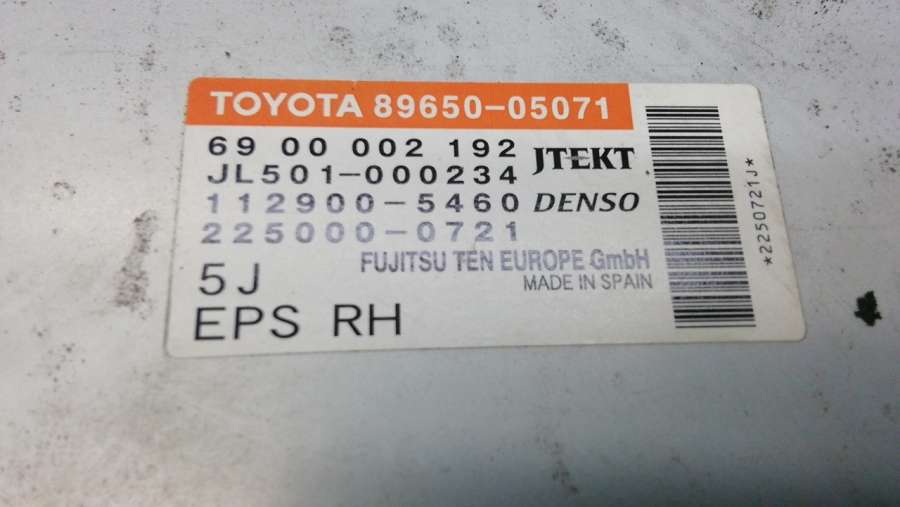 TOYOTA 89650-05071
69 00 002 192 JTEKT
JL501-000234
112900-5460 DENSO
225000-0721
FUJITSU TEN EUROPE GmbH
5J MADE IN SPAIN
EPS RH
*2250721J*